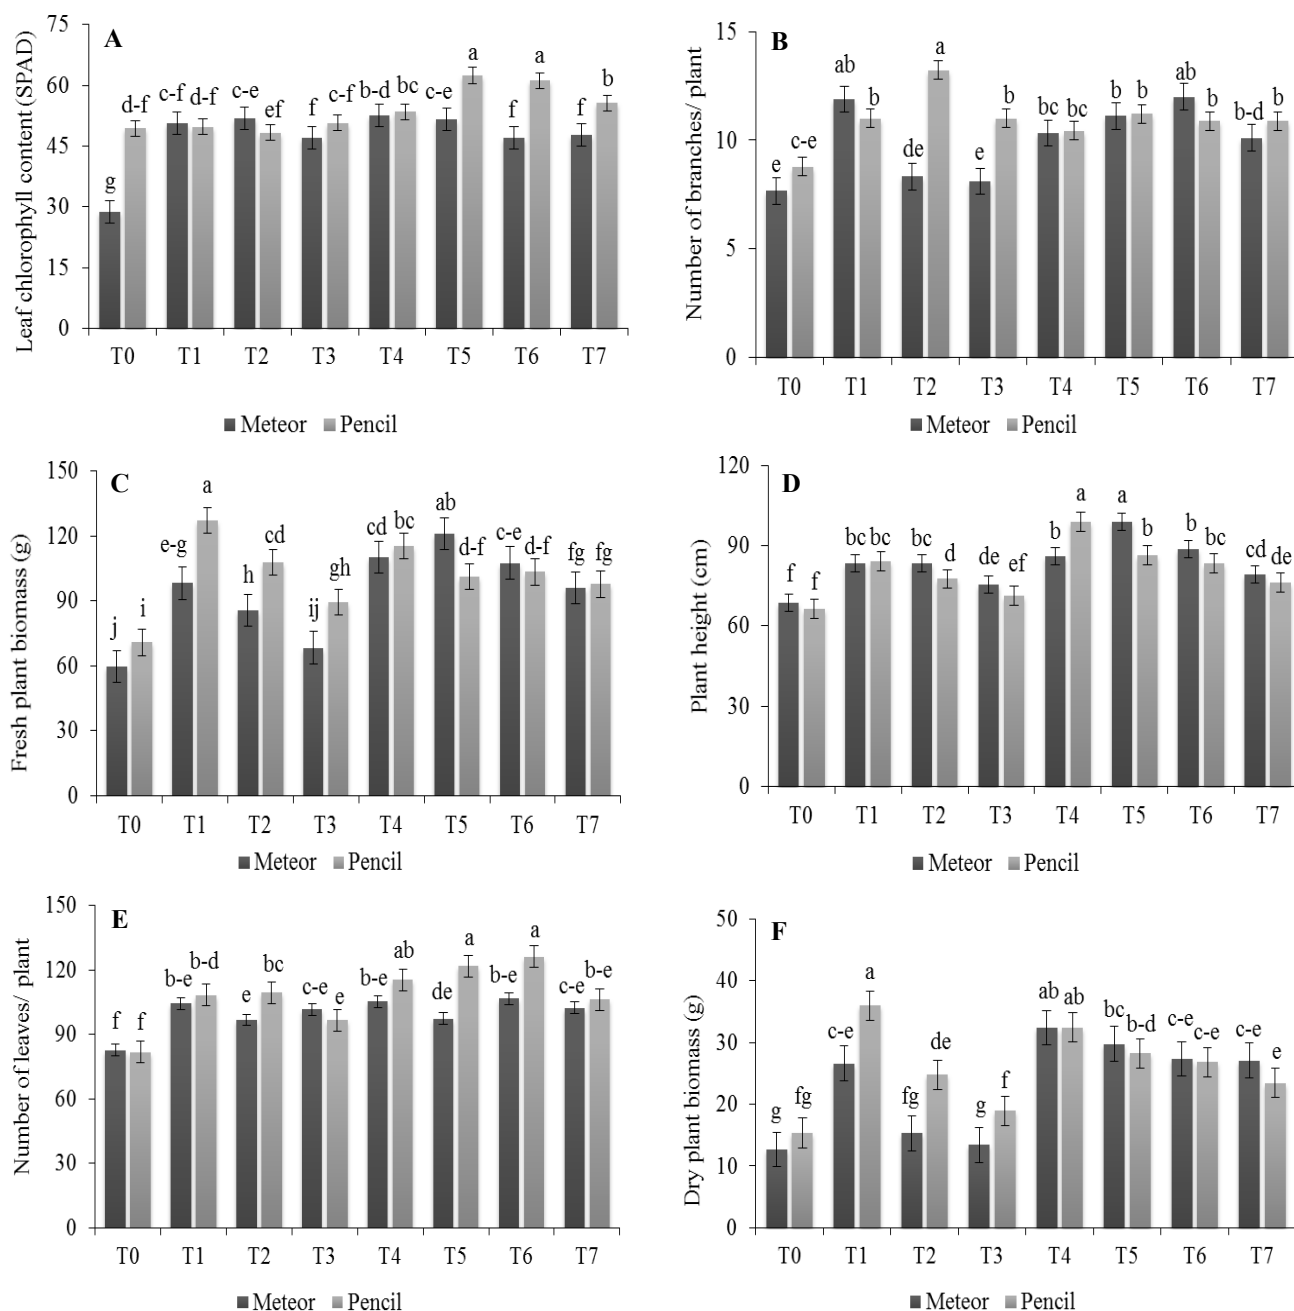 A
Leaf chlorophyll content (SPAD)
75
60
45
30
15
0
g d-f c-f d-f c-e ef f c-f b-d bc c-e a f a f b
T0 T1 T2 T3 T4 T5 T6 T7
Meteor Pencil
B
Number of branches/ plant
15
10
5
0
e c-e ab b de a e b bc bc b b ab b b-d b
T0 T1 T2 T3 T4 T5 T6 T7
Meteor Pencil
C
Fresh plant biomass (g)
150
120
90
60
30
0
j i e-g a h cd ij gh cd bc ab d-f c-e d-f fg fg
T0 T1 T2 T3 T4 T5 T6 T7
Meteor Pencil
D
Plant height (cm)
120
90
60
30
0
f f bc bc bc d de ef b a a b b bc cd de
T0 T1 T2 T3 T4 T5 T6 T7
Meteor Pencil
E
Number of leaves/ plant
150
120
90
60
30
0
f f b-e b-d e bc c-e e b-e ab de a b-e a c-e b-e
T0 T1 T2 T3 T4 T5 T6 T7
Meteor Pencil
F
Dry plant biomass (g)
50
40
30
20
10
0
g fg c-e a fg de g f ab ab bc b-d c-e c-e c-e e
T0 T1 T2 T3 T4 T5 T6 T7
Meteor Pencil